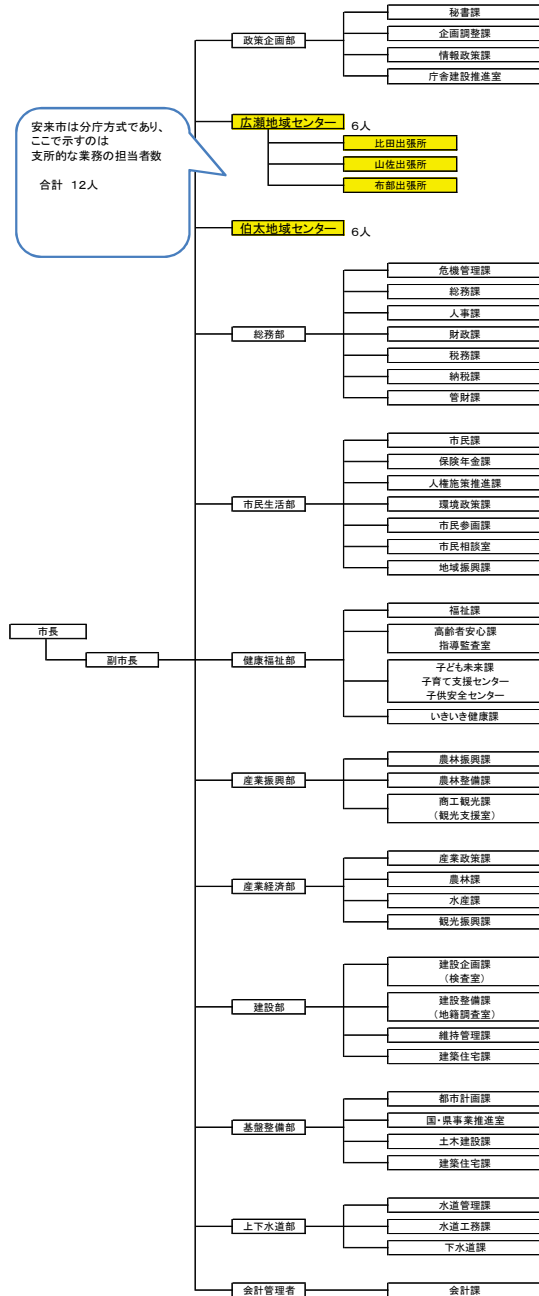 秘書課
政策企画部
企画調整課
情報政策課
庁舎建設推進室
安来市は分庁方式であり、
ここで示すのは
支所的な業務の担当者数
合計 12人
広瀬地域センター 6人
比田出張所
山佐出張所
布部出張所
伯太地域センター 6人
危機管理課
総務課
人事課
総務部
財政課
税務課
納税課
管財課
市民課
保険年金課
人権施策推進課
市民生活部
環境政策課
市民参画課
市民相談室
地域振興課
市長
副市長
健康福祉部
福祉課
高齢者安心課
指導監査室
子ども未来課
子育て支援センター
子供安全センター
いきいき健康課
産業振興部
農林振興課
農林整備課
商工観光課
(観光支援室)
産業経済部
産業政策課
農林課
水産課
観光振興課
建設部
建設企画課
(検査室)
建設整備課
(地籍調査室)
維持管理課
建築住宅課
基盤整備部
都市計画課
国・県事業推進室
土木建設課
建築住宅課
上下水道部
水道管理課
水道工務課
下水道課
会計管理者
会計課